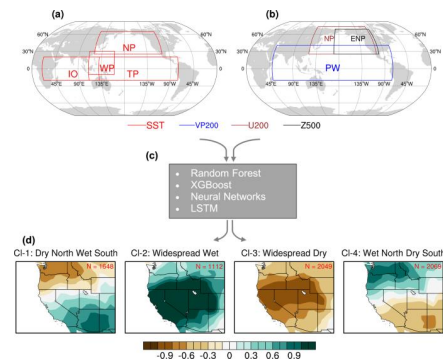 (a)
(b)
60°N
30°N
0°
30°S
60°S
NP
WP
IO
TP
45°E
90°E
135°E
135°W
90°W
45°W
60°N
30°N
0°
30°S
60°S
NP
ENP
PW
45°E
90°E
135°E
135°W
90°W
45°W
SST
VP200
U200
Z500
(c)
• Random Forest
• XGBoost
• Neural Networks
• LSTM
(d)
Cl-1: Dry North Wet South
N = 1648
Cl-2: Widespread Wet
N = 1112
Cl-3: Widespread Dry
N = 2049
Cl-4: Wet North Dry South
N = 2069
-0.9 -0.6 -0.3 0 0.3 0.6 0.9